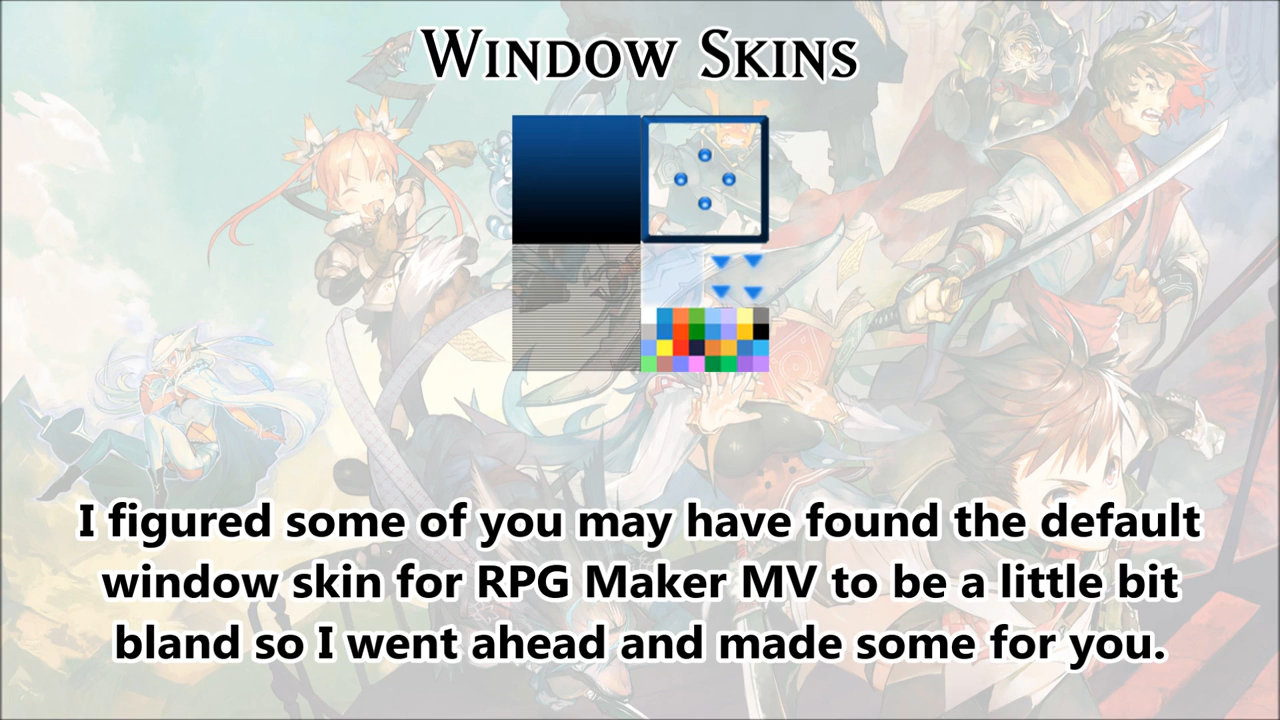 Window Skins
I figured some of you may have found the default
window skin for RPG Maker MV to be a little bit
bland so I went ahead and made some for you.